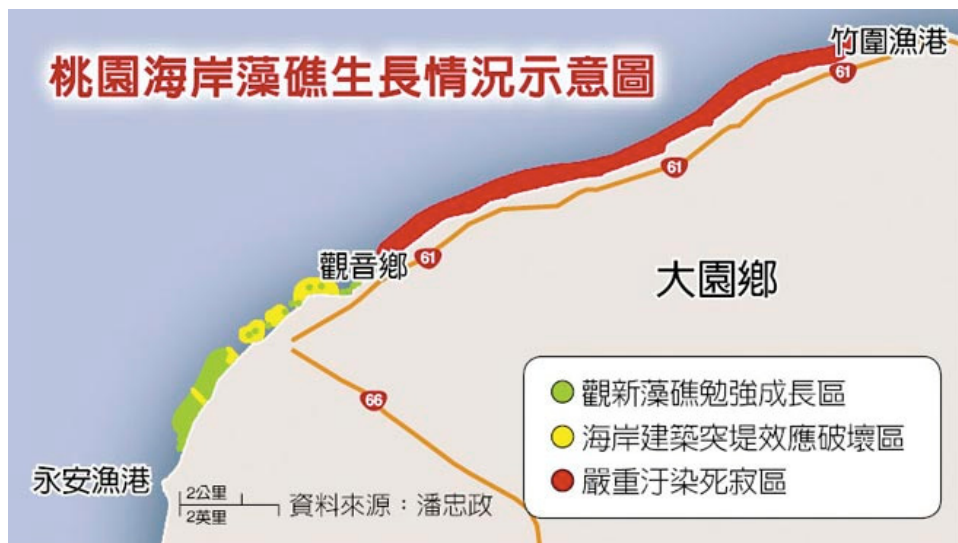 桃園海岸藻礁生長情況示意圖
竹圍漁港
61
61
觀音鄉
61
大園鄉
66
永安漁港
2公里
2英里
資料來源：潘忠政
觀新藻礁勉強成長區
海岸建築突堤效應破壞區
嚴重汙染死寂區